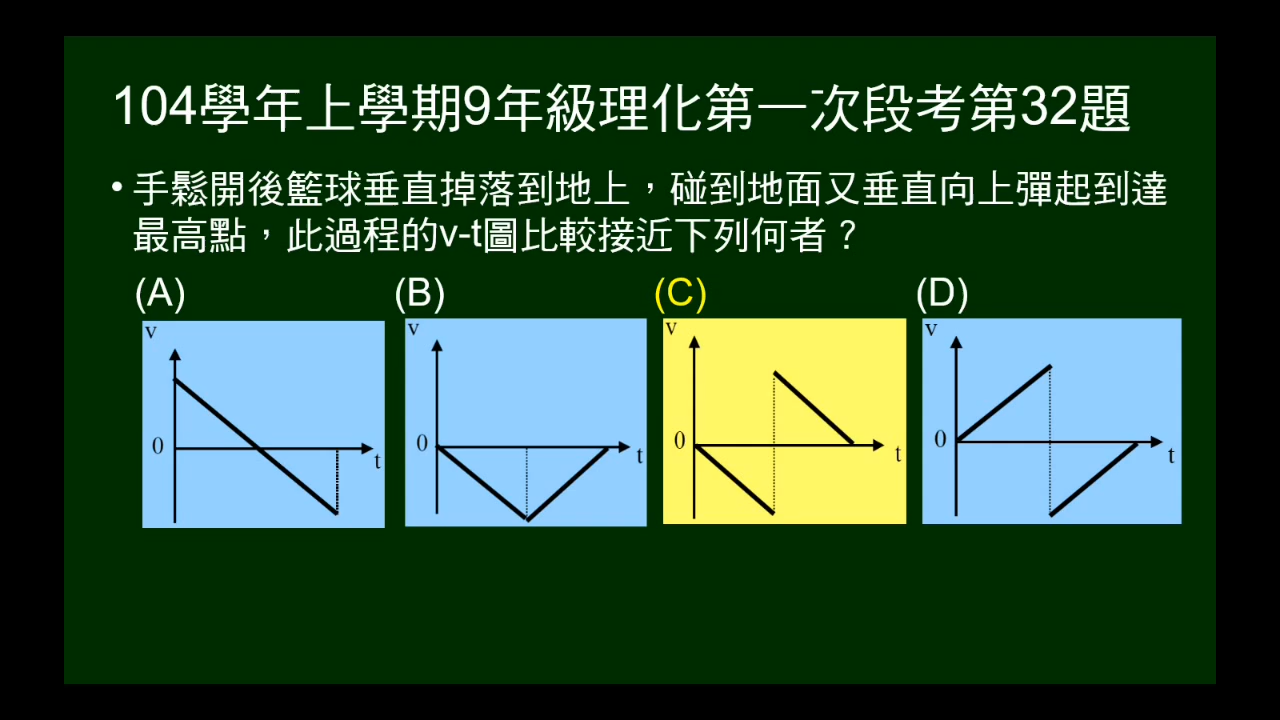 104學年上學期9年級理化第一次段考第32題
• 手鬆開後籃球垂直掉落到地上，碰到地面又垂直向上彈起到達
最高點，此過程的v-t圖比較接近下列何者？
(A) (B) (C) (D)
v v v v
0 0 0 0
t t t t